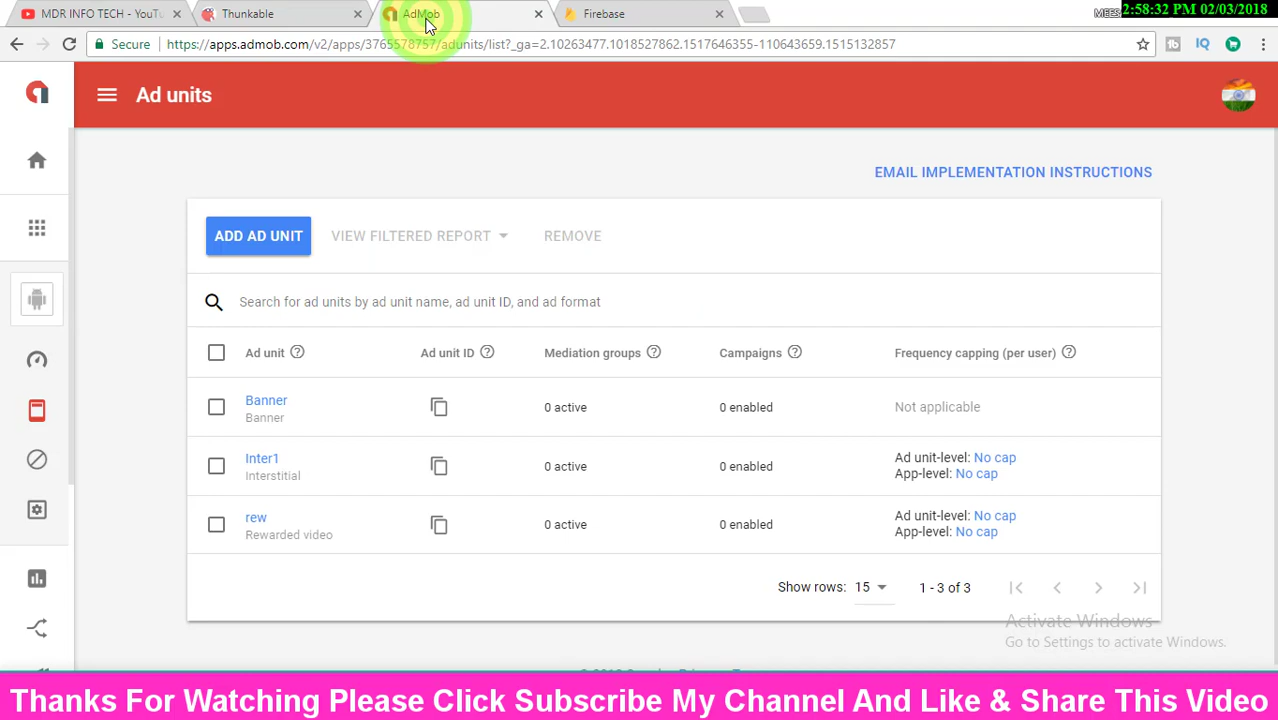 MDR INFO TECH - YouTu
Thunkable
AdMob
Firebase
2:58:32 PM 02/03/2018
Secure
https://apps.admob.com/v2/apps/3765578757/adunits/list?_ga=2.10263477.1018527862.1517646355-110643659.1515132857
Ad units
EMAIL IMPLEMENTATION INSTRUCTIONS
ADD AD UNIT
VIEW FILTERED REPORT
REMOVE
Search for ad units by ad unit name, ad unit ID, and ad format
Ad unit
Ad unit ID
Mediation groups
Campaigns
Frequency capping (per user)
Banner
Banner
0 active
0 enabled
Not applicable
Inter1
Interstitial
0 active
0 enabled
Ad unit-level: No cap
App-level: No cap
rew
Rewarded video
0 active
0 enabled
Ad unit-level: No cap
App-level: No cap
Show rows: 15
1 - 3 of 3
Activate Windows
Go to Settings to activate Windows.
Thanks For Watching Please Click Subscribe My Channel And Like & Share This Video